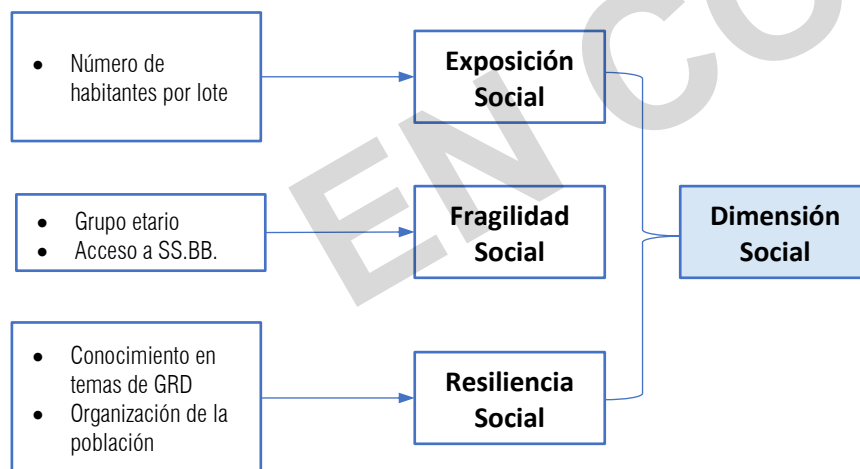 • Número de
habitantes por lote
Exposición
Social
• Grupo etario
• Acceso a SS.BB.
Fragilidad
Social
Dimensión
Social
• Conocimiento en
temas de GRD
• Organización de la
población
Resiliencia
Social
EN CO